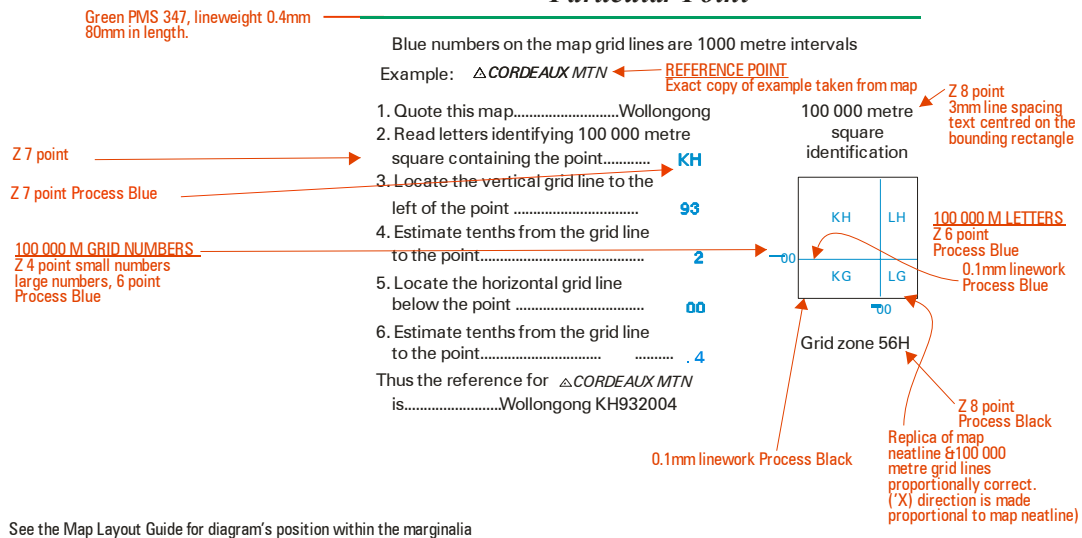 Particular Point
Green PMS 347, lineweight 0.4mm
80mm in length.
Blue numbers on the map grid lines are 1000 metre intervals
Example: △CORDEAUX MTN
REFERENCE POINT
Exact copy of example taken from map
1. Quote this map............................Wollongong
2. Read letters identifying 100 000 metre
square containing the point............ KH
3. Locate the vertical grid line to the
left of the point ................................ 93
4. Estimate tenths from the grid line
to the point.......................................... 2
5. Locate the horizontal grid line
below the point ................................. 00
6. Estimate tenths from the grid line
to the point............................... .......... . 4
Thus the reference for △CORDEAUX MTN
is.........................Wollongong KH932004
Z 7 point
Z 7 point Process Blue
100 000 M GRID NUMBERS
Z 4 point small numbers
large numbers, 6 point
Process Blue
100 000 metre
square
identification
KH LH
00
KG LG
00
Grid zone 56H
Z 8 point
3mm line spacing
text centred on the
bounding rectangle
100 000 M LETTERS
Z 6 point
Process Blue
0.1mm linework
Process Blue
Z 8 point
Process Black
0.1mm linework Process Black
Replica of map
neatline &100 000
metre grid lines
proportionally correct.
('X) direction is made
proportional to map neatline)
See the Map Layout Guide for diagram's position within the marginalia